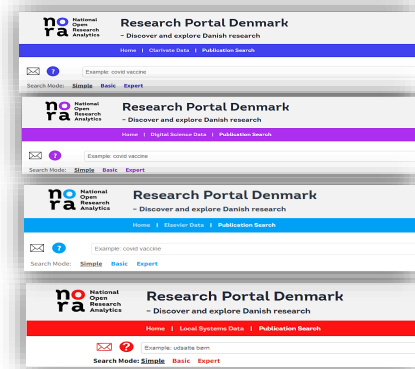 nora National Open Research Analytics
Research Portal Denmark
– Discover and explore Danish research
Home | Clarivate Data | Publication Search
? Example: covid vaccine
Search Mode: Simple Basic Expert
nora National Open Research Analytics
Research Portal Denmark
– Discover and explore Danish research
Home | Digital Science Data | Publication Search
? Example: covid vaccine
Search Mode: Simple Basic Expert
nora National Open Research Analytics
Research Portal Denmark
– Discover and explore Danish research
Home | Elsevier Data | Publication Search
? Example: covid vaccine
Search Mode: Simple Basic Expert
nora National Open Research Analytics
Research Portal Denmark
– Discover and explore Danish research
Home | Local Systems Data | Publication Search
? Example: udsatte børn
Search Mode: Simple Basic Expert